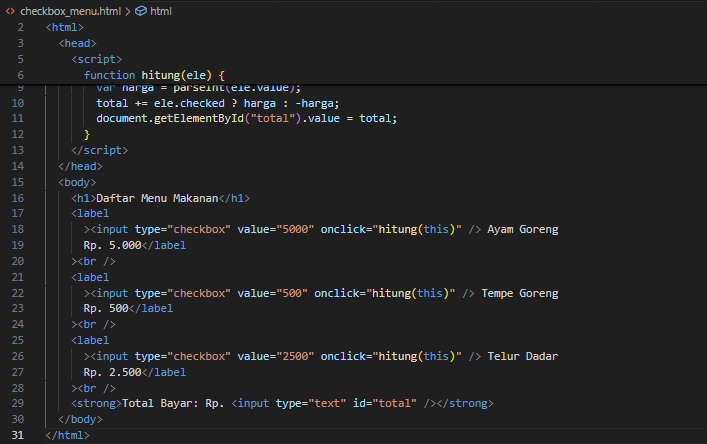 checkbox_menu.html > html
2 <html>
3 <head>
5 <script>
6 function hitung(ele) {
9 var harga = parseInt(ele.value);
10 total += ele.checked ? harga : -harga;
11 document.getElementById("total").value = total;
12 }
13 </script>
14 </head>
15 <body>
16 <h1>Daftar Menu Makanan</h1>
17 <label
18 ><input type="checkbox" value="5000" onclick="hitung(this)" /> Ayam Goreng
19 Rp. 5.000</label
20 ><br />
21 <label
22 ><input type="checkbox" value="500" onclick="hitung(this)" /> Tempe Goreng
23 Rp. 500</label
24 ><br />
25 <label
26 ><input type="checkbox" value="2500" onclick="hitung(this)" /> Telur Dadar
27 Rp. 2.500</label
28 ><br />
29 <strong>Total Bayar: Rp. <input type="text" id="total" /></strong>
30 </body>
31 </html>